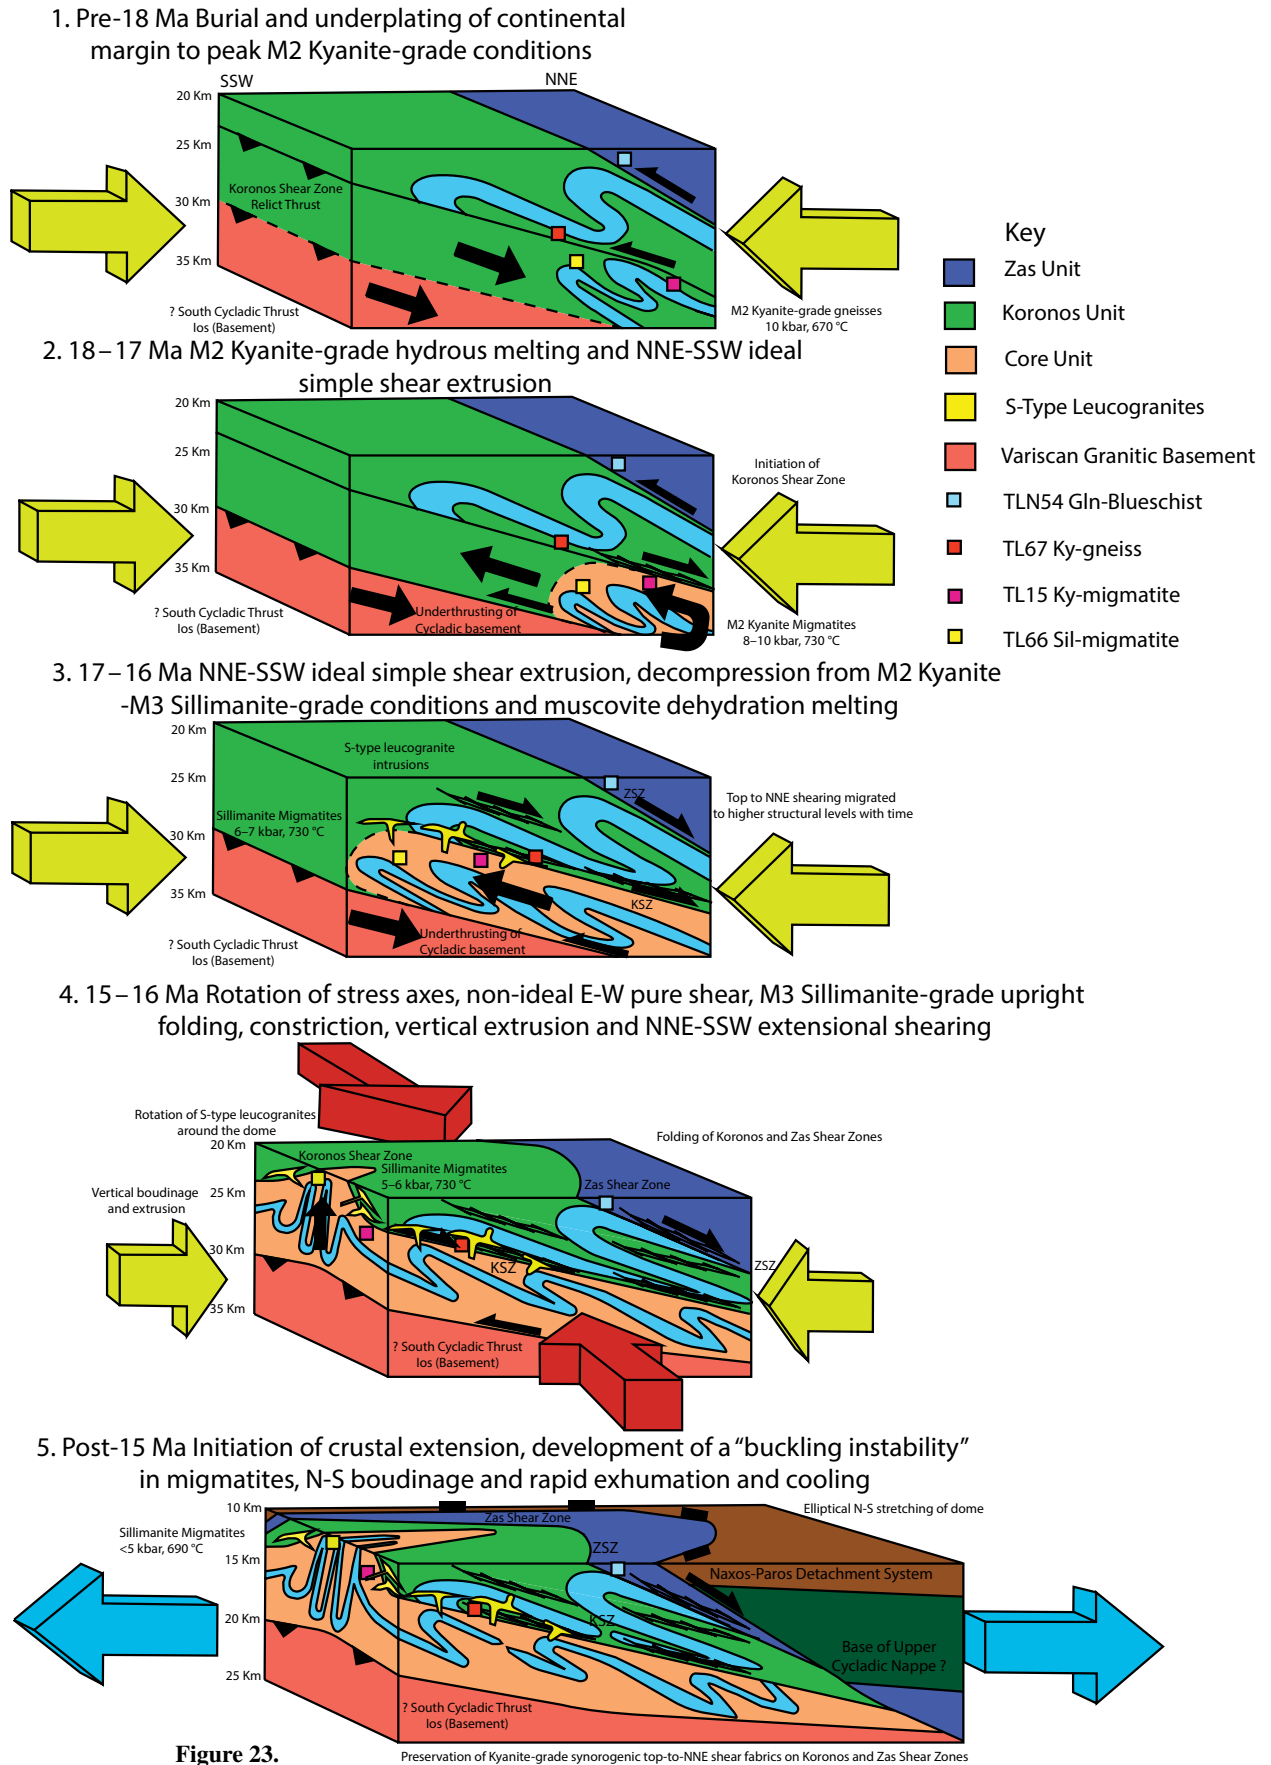 1. Pre-18 Ma Burial and underplating of continental
margin to peak M2 Kyanite-grade conditions
SSW
NNE
20 Km
25 Km
30 Km
35 Km
Koronos Shear Zone
Relict Thrust
? South Cycladic Thrust
Ios (Basement)
M2 Kyanite-grade gneisses
10 kbar, 670 °C
Key
Zas Unit
Koronos Unit
Core Unit
S-Type Leucogranites
Variscan Granitic Basement
TLN54 Gln-Blueschist
TL67 Ky-gneiss
TL15 Ky-migmatite
TL66 Sil-migmatite
2. 18–17 Ma M2 Kyanite-grade hydrous melting and NNE-SSW ideal
simple shear extrusion
20 Km
25 Km
30 Km
35 Km
Initiation of
Koronos Shear Zone
? South Cycladic Thrust
Ios (Basement)
Underthrusting of
Cycladic basement
M2 Kyanite Migmatites
8–10 kbar, 730 °C
3. 17–16 Ma NNE-SSW ideal simple shear extrusion, decompression from M2 Kyanite
-M3 Sillimanite-grade conditions and muscovite dehydration melting
20 Km
25 Km
30 Km
35 Km
S-type leucogranite
intrusions
ZSZ
Sillimanite Migmatites
6–7 kbar, 730 °C
Top to NNE shearing migrated
to higher structural levels with time
KSZ
? South Cycladic Thrust
Ios (Basement)
Underthrusting of
Cycladic basement
4. 15–16 Ma Rotation of stress axes, non-ideal E-W pure shear, M3 Sillimanite-grade upright
folding, constriction, vertical extrusion and NNE-SSW extensional shearing
Rotation of S-type leucogranites
around the dome
20 Km
25 Km
30 Km
35 Km
Folding of Koronos and Zas Shear Zones
Koronos Shear Zone
Sillimanite Migmatites
5–6 kbar, 730 °C
Zas Shear Zone
Vertical boudinage
and extrusion
KSZ
ZSZ
? South Cycladic Thrust
Ios (Basement)
5. Post-15 Ma Initiation of crustal extension, development of a “buckling instability”
in migmatites, N-S boudinage and rapid exhumation and cooling
10 Km
15 Km
20 Km
25 Km
Elliptical N-S stretching of dome
Zas Shear Zone
Sillimanite Migmatites
<5 kbar, 690 °C
ZSZ
Naxos-Paros Detachment System
KSZ
Base of Upper
Cycladic Nappe ?
? South Cycladic Thrust
Ios (Basement)
Figure 23.
Preservation of Kyanite-grade synorogenic top-to-NNE shear fabrics on Koronos and Zas Shear Zones